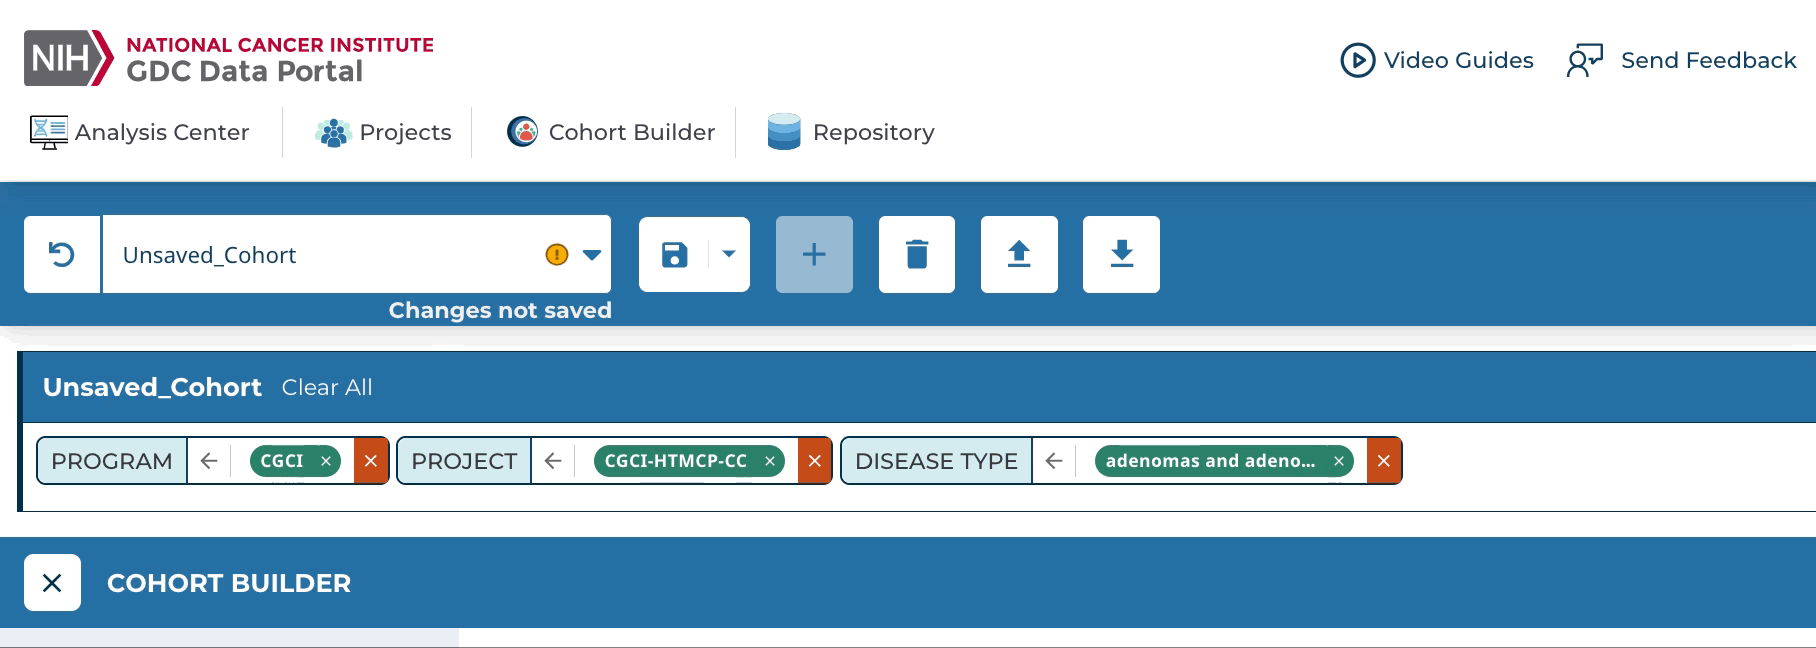 NIH NATIONAL CANCER INSTITUTE
GDC Data Portal
Video Guides Send Feedback
Analysis Center Projects Cohort Builder Repository
Unsaved_Cohort
Changes not saved
Unsaved_Cohort Clear All
PROGRAM CGCI PROJECT CGCI-HTMCP-CC DISEASE TYPE adenomas and adeno...
COHORT BUILDER